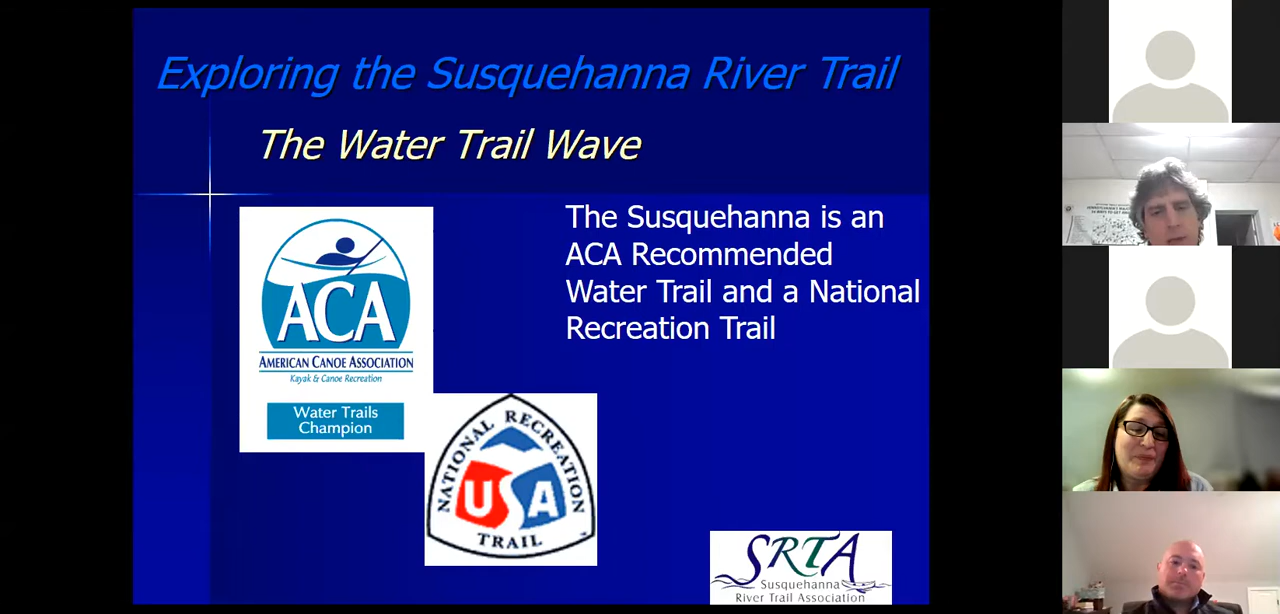 Exploring the Susquehanna River Trail
The Water Trail Wave
The Susquehanna is an
ACA Recommended
Water Trail and a National
Recreation Trail
ACA
AMERICAN CANOE ASSOCIATION
Kayak & Canoe Recreation
Water Trails
Champion
NATIONAL RECREATION
USA
TRAIL
SRTA
Susquehanna
River Trail Association